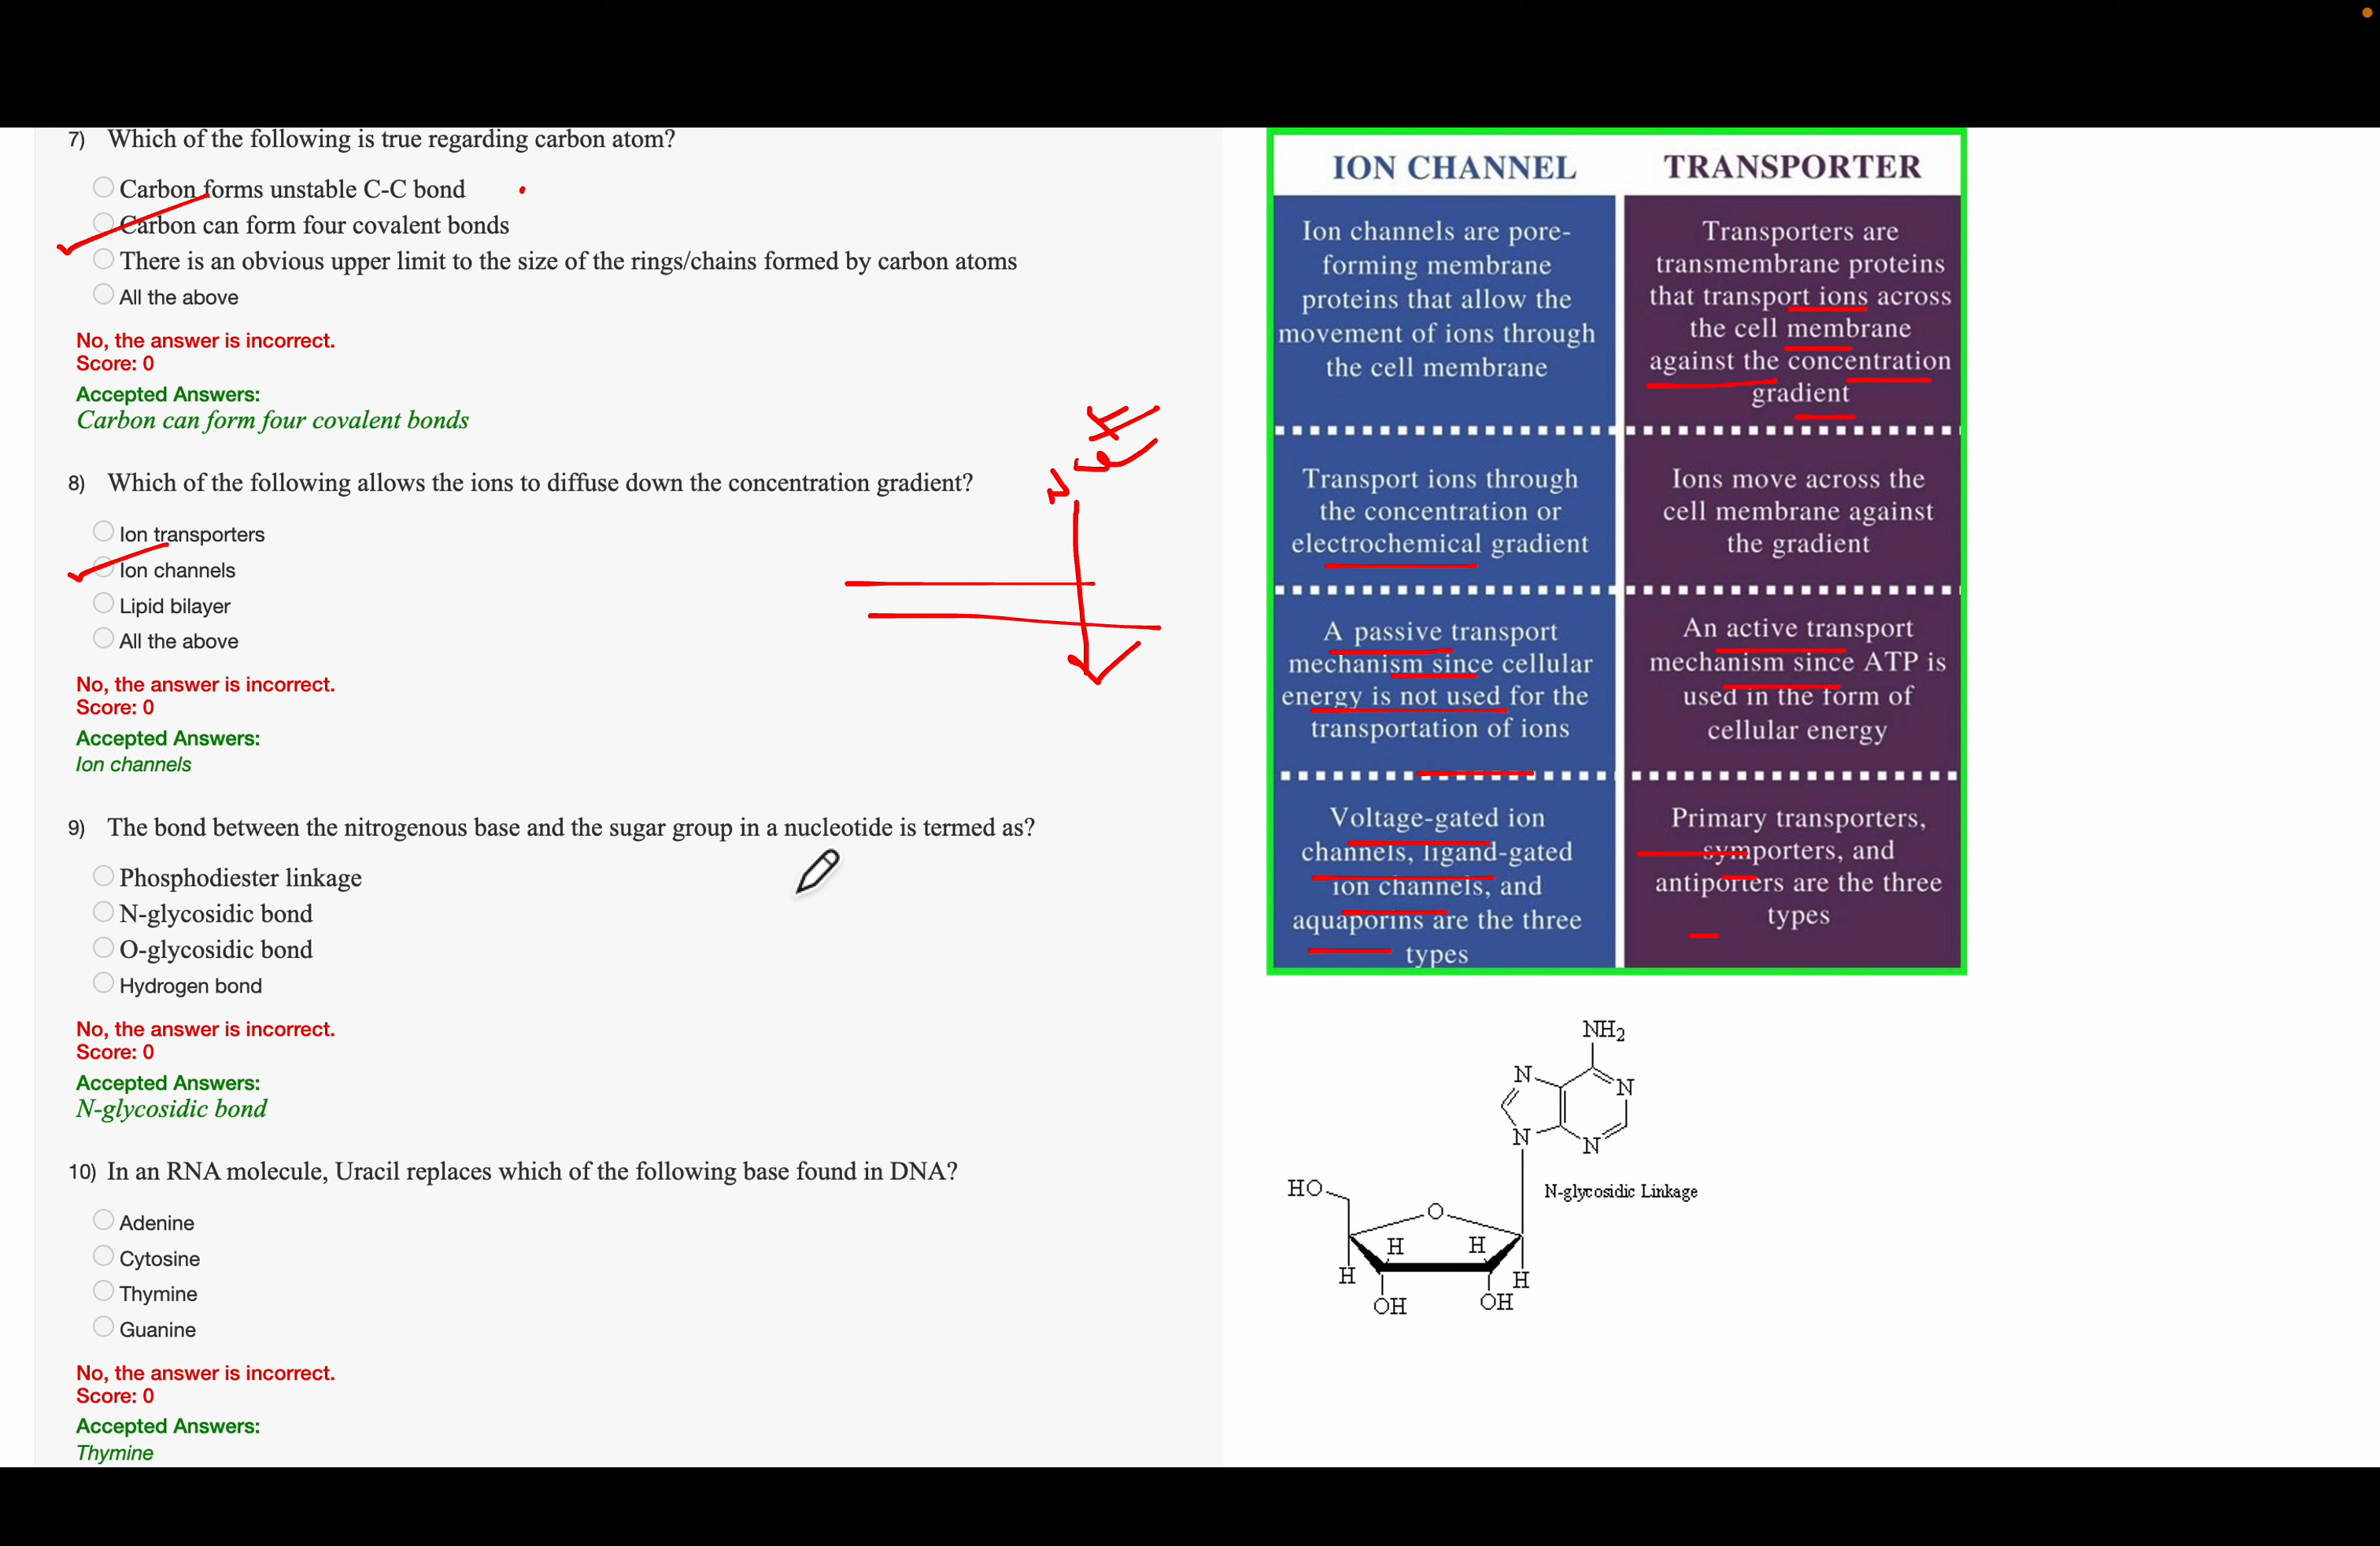 7) Which of the following is true regarding carbon atom?
Carbon forms unstable C-C bond
Carbon can form four covalent bonds
There is an obvious upper limit to the size of the rings/chains formed by carbon atoms
All the above
No, the answer is incorrect.
Score: 0
Accepted Answers:
Carbon can form four covalent bonds
8) Which of the following allows the ions to diffuse down the concentration gradient?
Ion transporters
Ion channels
Lipid bilayer
All the above
No, the answer is incorrect.
Score: 0
Accepted Answers:
Ion channels
9) The bond between the nitrogenous base and the sugar group in a nucleotide is termed as?
Phosphodiester linkage
N-glycosidic bond
O-glycosidic bond
Hydrogen bond
No, the answer is incorrect.
Score: 0
Accepted Answers:
N-glycosidic bond
10) In an RNA molecule, Uracil replaces which of the following base found in DNA?
Adenine
Cytosine
Thymine
Guanine
No, the answer is incorrect.
Score: 0
Accepted Answers:
Thymine
ION CHANNEL
Ion channels are pore-
forming membrane
proteins that allow the
movement of ions through
the cell membrane
Transport ions through
the concentration or
electrochemical gradient
A passive transport
mechanism since cellular
energy is not used for the
transportation of ions
Voltage-gated ion
channels, ligand-gated
ion channels, and
aquaporins are the three
types
TRANSPORTER
Transporters are
transmembrane proteins
that transport ions across
the cell membrane
against the concentration
gradient
Ions move across the
cell membrane against
the gradient
An active transport
mechanism since ATP is
used in the form of
cellular energy
Primary transporters,
symporters, and
antiporters are the three
types
NH2
N
N
N
N
N-glycosidic Linkage
HO
O
H
H
H
H
OH
OH